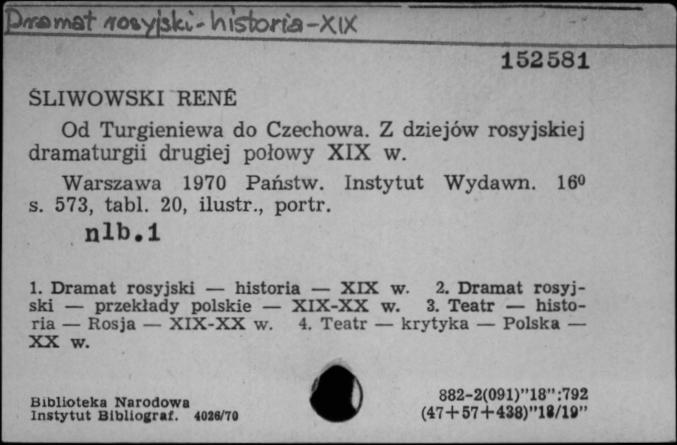 Dramat rosyjski - historia - XIX
152581
ŚLIWOWSKI RENÉ
Od Turgieniewa do Czechowa. Z dziejów rosyjskiej
dramaturgii drugiej połowy XIX w.
Warszawa 1970 Państw. Instytut Wydawn. 16⁰
s. 573, tabl. 20, ilustr., portr.
nlb.1
1. Dramat rosyjski — historia — XIX w. 2. Dramat rosyj-
ski — przekłady polskie — XIX-XX w. 3. Teatr — histo-
ria — Rosja — XIX-XX w. 4. Teatr — krytyka — Polska —
XX w.
Biblioteka Narodowa
Instytut Bibliograf. 4026/70
882-2(091)"18":792
(47+57+438)"18/19"